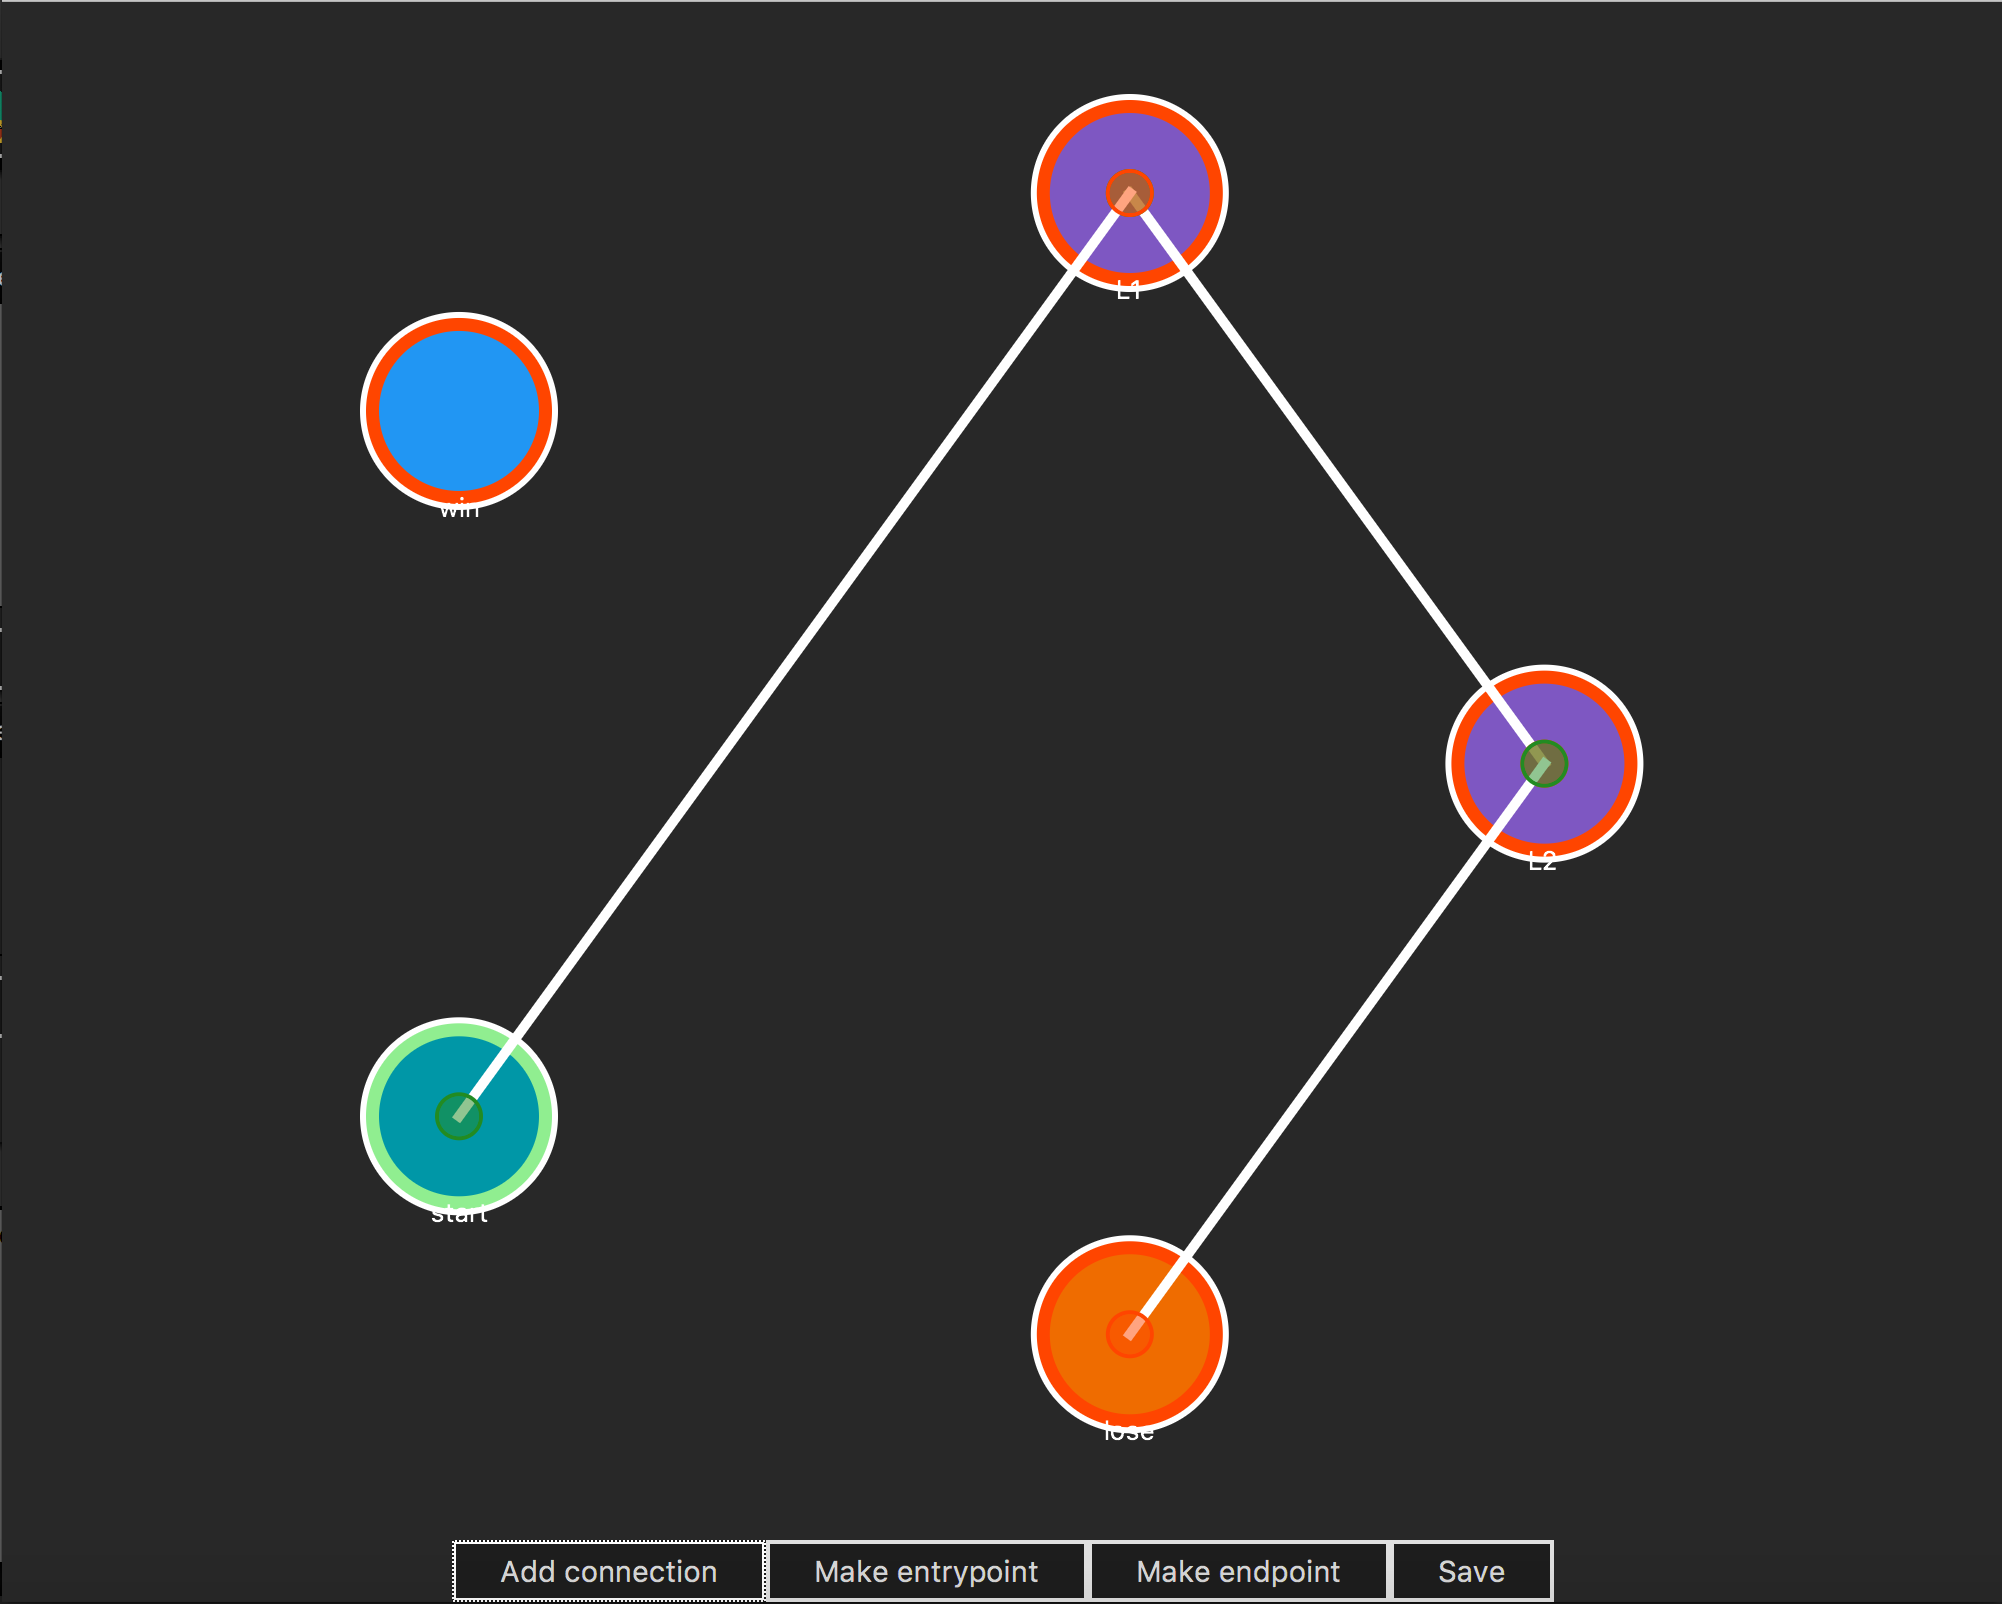 L1
win
L2
start
lose
Add connection
Make entrypoint
Make endpoint
Save